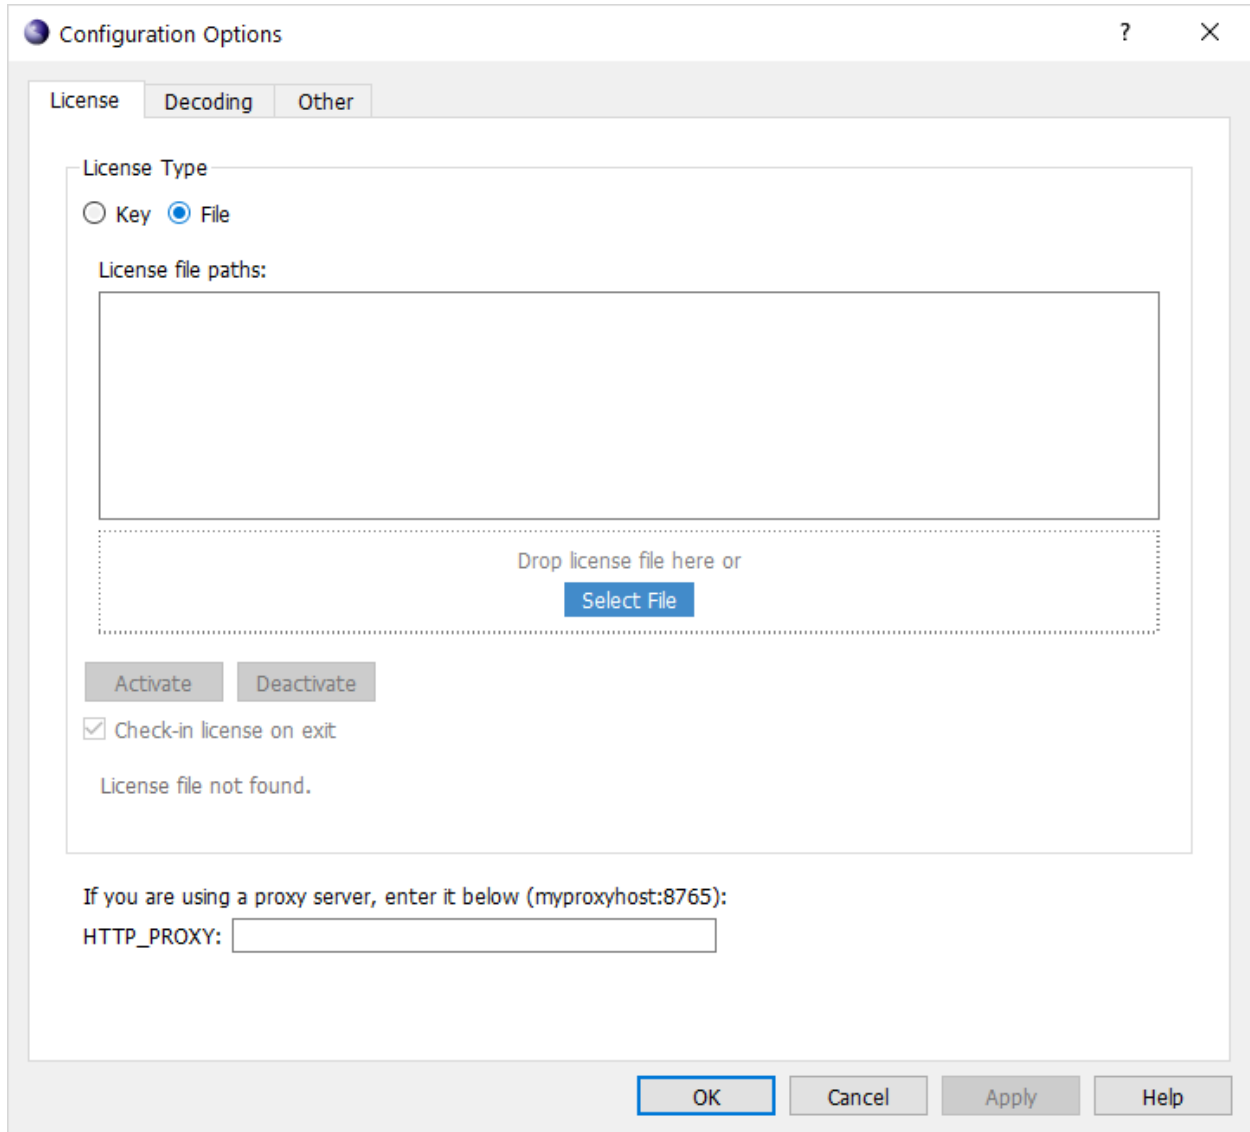 Configuration Options ?
License Decoding Other
License Type
Key File
License file paths:
Drop license file here or
Select File
Activate Deactivate
Check-in license on exit
License file not found.
If you are using a proxy server, enter it below (myproxyhost:8765):
HTTP_PROXY:
OK Cancel Apply Help